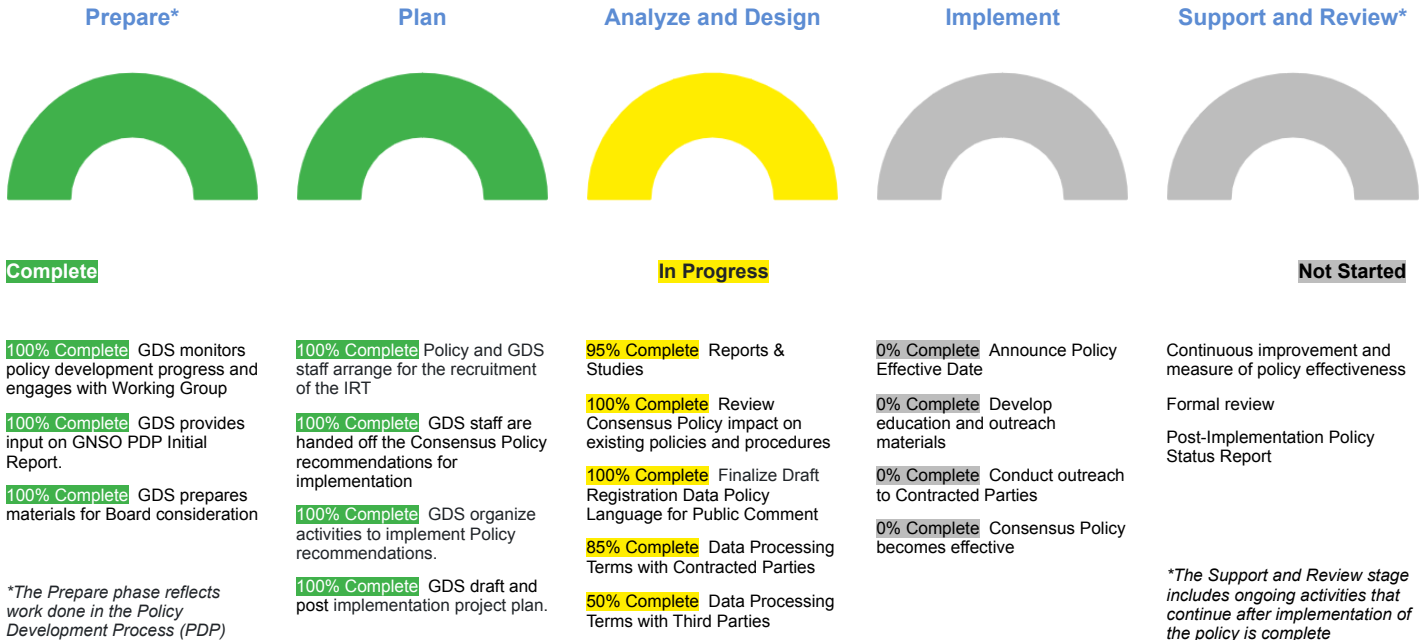 Prepare*
Plan
Analyze and Design
Implement
Support and Review*
Complete
In Progress
Not Started
100% Complete GDS monitors
policy development progress and
engages with Working Group
100% Complete GDS provides
input on GNSO PDP Initial
Report.
100% Complete GDS prepares
materials for Board consideration
*The Prepare phase reflects
work done in the Policy
Development Process (PDP)
100% Complete Policy and GDS
staff arrange for the recruitment
of the IRT
100% Complete GDS staff are
handed off the Consensus Policy
recommendations for
implementation
100% Complete GDS organize
activities to implement Policy
recommendations.
100% Complete GDS draft and
post implementation project plan.
95% Complete Reports &
Studies
100% Complete Review
Consensus Policy impact on
existing policies and procedures
100% Complete Finalize Draft
Registration Data Policy
Language for Public Comment
85% Complete Data Processing
Terms with Contracted Parties
50% Complete Data Processing
Terms with Third Parties
0% Complete Announce Policy
Effective Date
0% Complete Develop
education and outreach
materials
0% Complete Conduct outreach
to Contracted Parties
0% Complete Consensus Policy
becomes effective
Continuous improvement and
measure of policy effectiveness
Formal review
Post-Implementation Policy
Status Report
*The Support and Review stage
includes ongoing activities that
continue after implementation of
the policy is complete